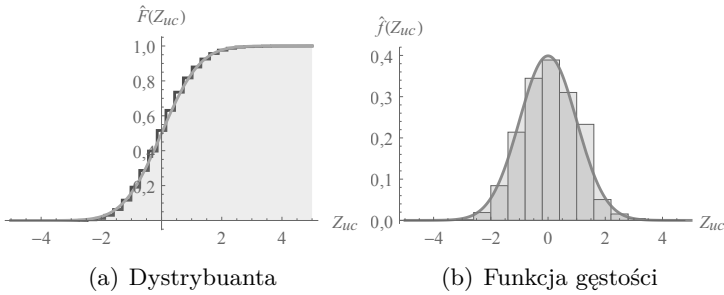 F̂(Z_uc)
1,0
0,8
0,6
0,4
0,2
−4 −2 2 4
Z_uc
(a) Dystrybuanta
f̂(Z_uc)
0,4
0,3
0,2
0,1
0,0
−4 −2 0 2 4
Z_uc
(b) Funkcja gęstości